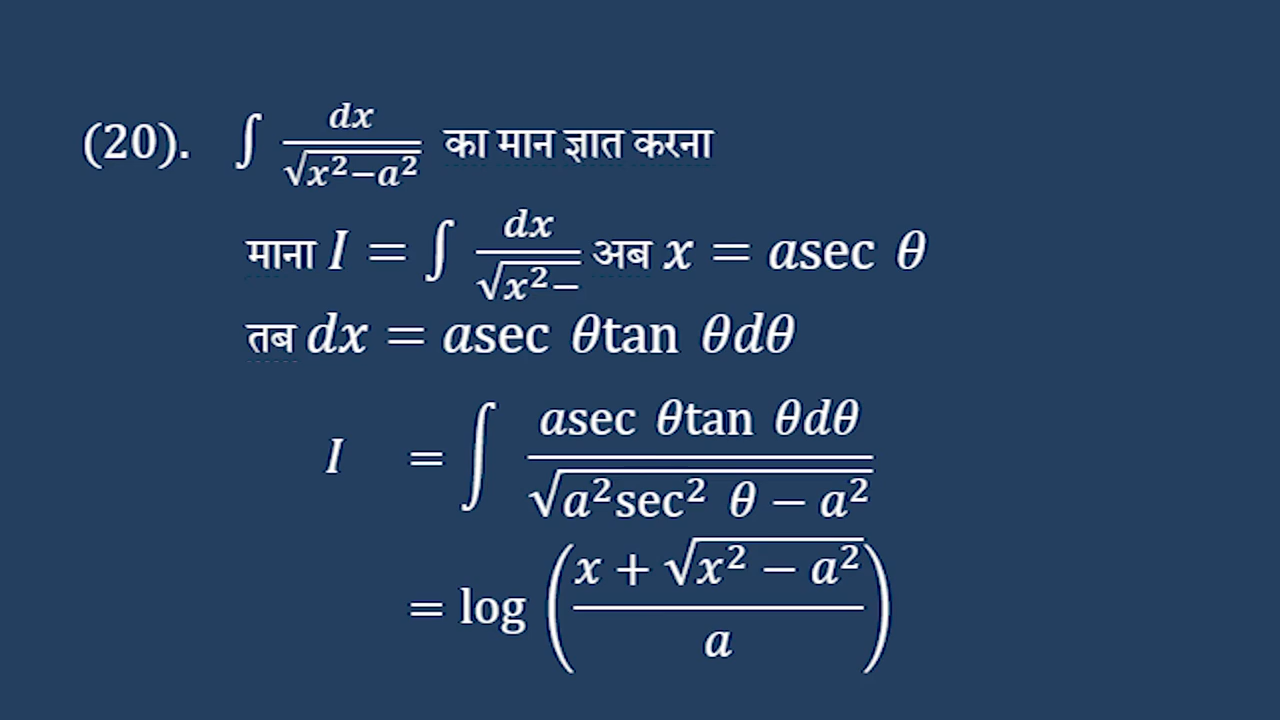 (20). ∫ dx/√(x²−a²) का मान ज्ञात करना
माना I = ∫ dx/√(x²− अब x = asec θ
तब dx = asec θtan θdθ
I = ∫ asec θtan θdθ/√(a²sec² θ − a²)
= log ((x + √(x² − a²))/a)